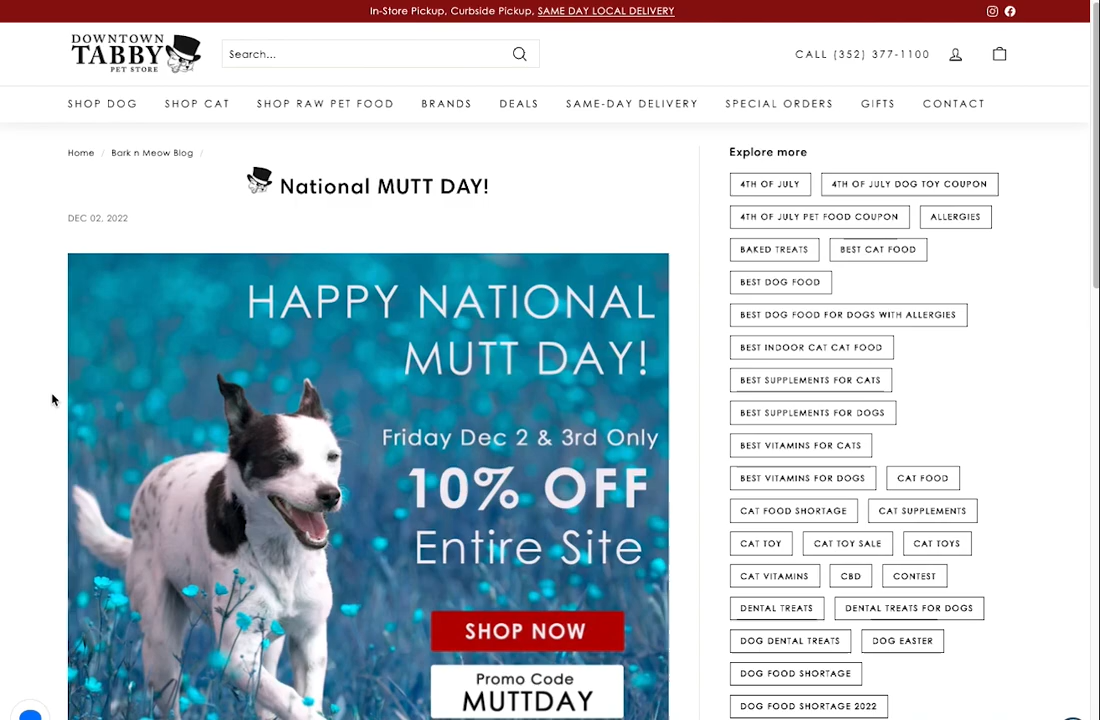 In-Store Pickup, Curbside Pickup, SAME DAY LOCAL DELIVERY
DOWNTOWN
TABBY
PET STORE
Search...
CALL (352) 377-1100
SHOP DOG SHOP CAT SHOP RAW PET FOOD BRANDS DEALS SAME-DAY DELIVERY SPECIAL ORDERS GIFTS CONTACT
Home / Bark n Meow Blog /
National MUTT DAY!
DEC 02, 2022
HAPPY NATIONAL
MUTT DAY!
Friday Dec 2 & 3rd Only
10% OFF
Entire Site
SHOP NOW
Promo Code
MUTTDAY
Explore more
4TH OF JULY 4TH OF JULY DOG TOY COUPON
4TH OF JULY PET FOOD COUPON ALLERGIES
BAKED TREATS BEST CAT FOOD
BEST DOG FOOD
BEST DOG FOOD FOR DOGS WITH ALLERGIES
BEST INDOOR CAT CAT FOOD
BEST SUPPLEMENTS FOR CATS
BEST SUPPLEMENTS FOR DOGS
BEST VITAMINS FOR CATS
BEST VITAMINS FOR DOGS CAT FOOD
CAT FOOD SHORTAGE CAT SUPPLEMENTS
CAT TOY CAT TOY SALE CAT TOYS
CAT VITAMINS CBD CONTEST
DENTAL TREATS DENTAL TREATS FOR DOGS
DOG DENTAL TREATS DOG EASTER
DOG FOOD SHORTAGE
DOG FOOD SHORTAGE 2022